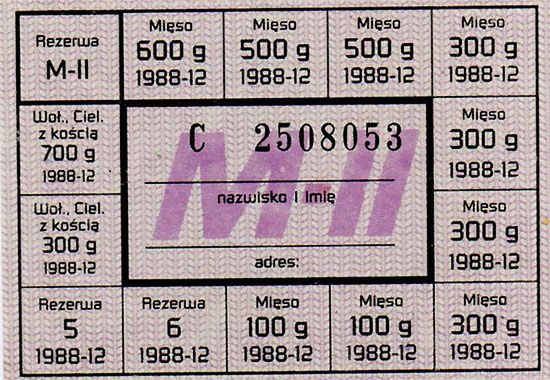 Rezerwa
M-II
Mięso
600 g
1988-12
Mięso
500 g
1988-12
Mięso
500 g
1988-12
Mięso
300 g
1988-12
Woł., Ciel.
z kością
700 g
1988-12
C 2508053
M-II
nazwisko i imię
adres:
Mięso
300 g
1988-12
Woł., Ciel.
z kością
300 g
1988-12
Mięso
300 g
1988-12
Rezerwa
5
1988-12
Rezerwa
6
1988-12
Mięso
100 g
1988-12
Mięso
100 g
1988-12
Mięso
300 g
1988-12